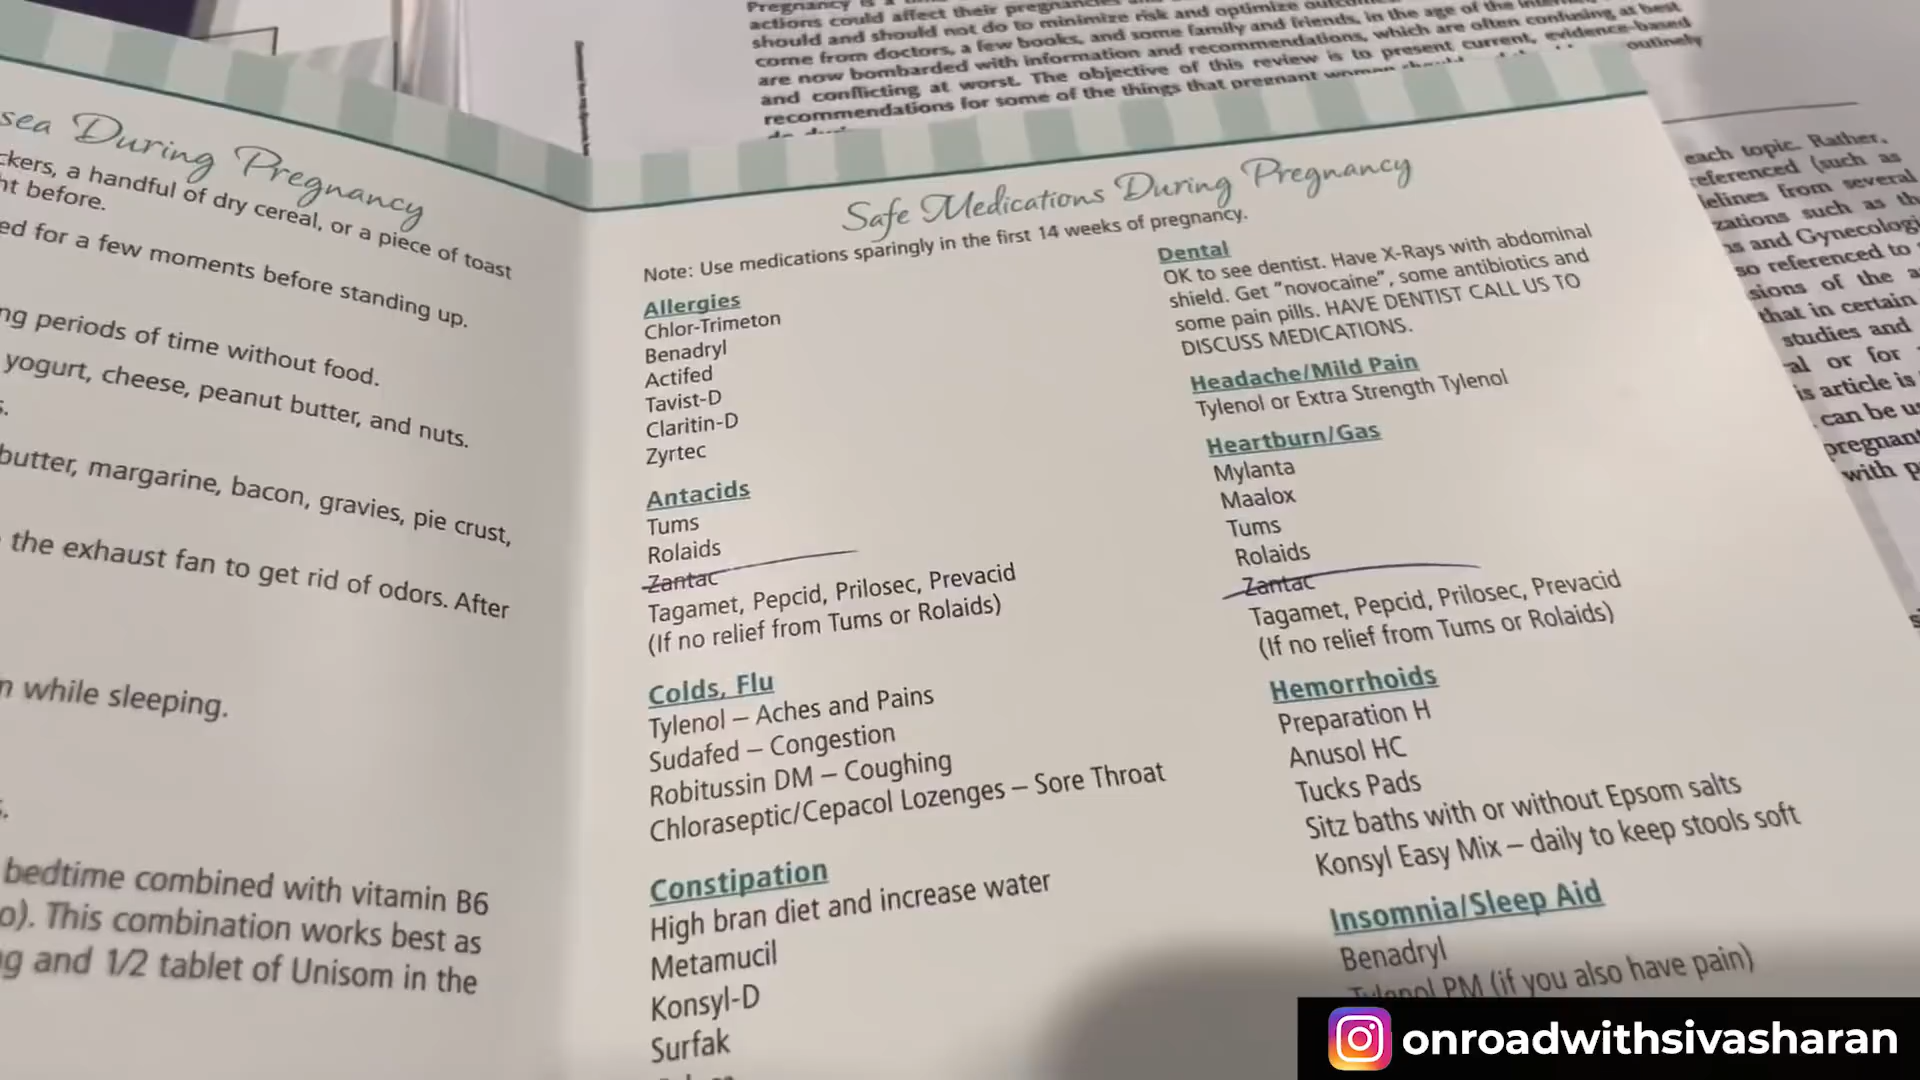 Pregnancy is a
actions could affect their pregnancies
should and should not do to minimize risk and optimize
come from doctors, a few books, and some family and friends, in the age of the
are now bombarded with information and recommendations, which are often confusing at best
and conflicting at worst. The objective of this review is to present current, evidence-based
recommendations for some of the things that pregnant women should
outinely
each topic. Rather,
eferenced (such as
elines from several
zations such as
and Gynecologi
so referenced to
sions of the
that in certain
studies and
al or for
is article is
can be
pregnant
with
sea During Pregnancy
ckers, a handful of dry cereal, or a piece of toast
ht before.
ed for a few moments before standing up.
ng periods of time without food.
yogurt, cheese, peanut butter, and nuts.
s.
butter, margarine, bacon, gravies, pie crust,
the exhaust fan to get rid of odors. After
n while sleeping.
s.
bedtime combined with vitamin B6
o). This combination works best as
g and 1/2 tablet of Unisom in the
Safe Medications During Pregnancy
Note: Use medications sparingly in the first 14 weeks of pregnancy.
Allergies
Chlor-Trimeton
Benadryl
Actifed
Tavist-D
Claritin-D
Zyrtec
Antacids
Tums
Rolaids
Zantac
Tagamet, Pepcid, Prilosec, Prevacid
(If no relief from Tums or Rolaids)
Colds, Flu
Tylenol – Aches and Pains
Sudafed – Congestion
Robitussin DM – Coughing
Chloraseptic/Cepacol Lozenges – Sore Throat
Constipation
High bran diet and increase water
Metamucil
Konsyl-D
Surfak
Dental
OK to see dentist. Have X-Rays with abdominal
shield. Get "novocaine", some antibiotics and
some pain pills. HAVE DENTIST CALL US TO
DISCUSS MEDICATIONS.
Headache/Mild Pain
Tylenol or Extra Strength Tylenol
Heartburn/Gas
Mylanta
Maalox
Tums
Rolaids
Zantac
Tagamet, Pepcid, Prilosec, Prevacid
(If no relief from Tums or Rolaids)
Hemorrhoids
Preparation H
Anusol HC
Tucks Pads
Sitz baths with or without Epsom salts
Konsyl Easy Mix – daily to keep stools soft
Insomnia/Sleep Aid
Benadryl
Tylenol PM (if you also have pain)
onroadwithsivasharan